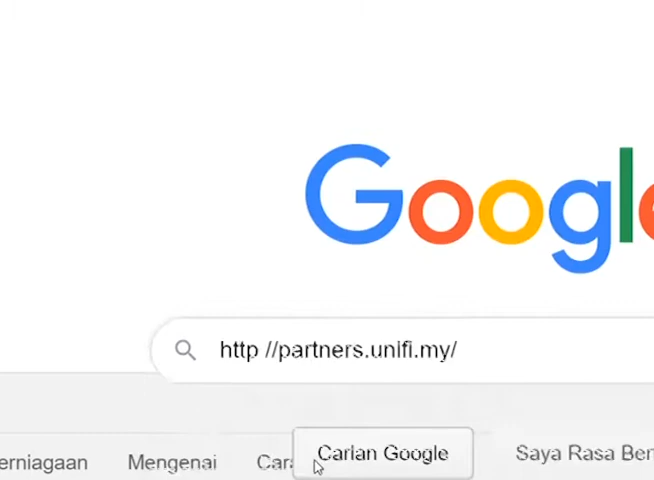 Google
http //partners.unifi.my/
Carian Google
Saya Rasa Ber
erniagaan
Mengenai
Cara